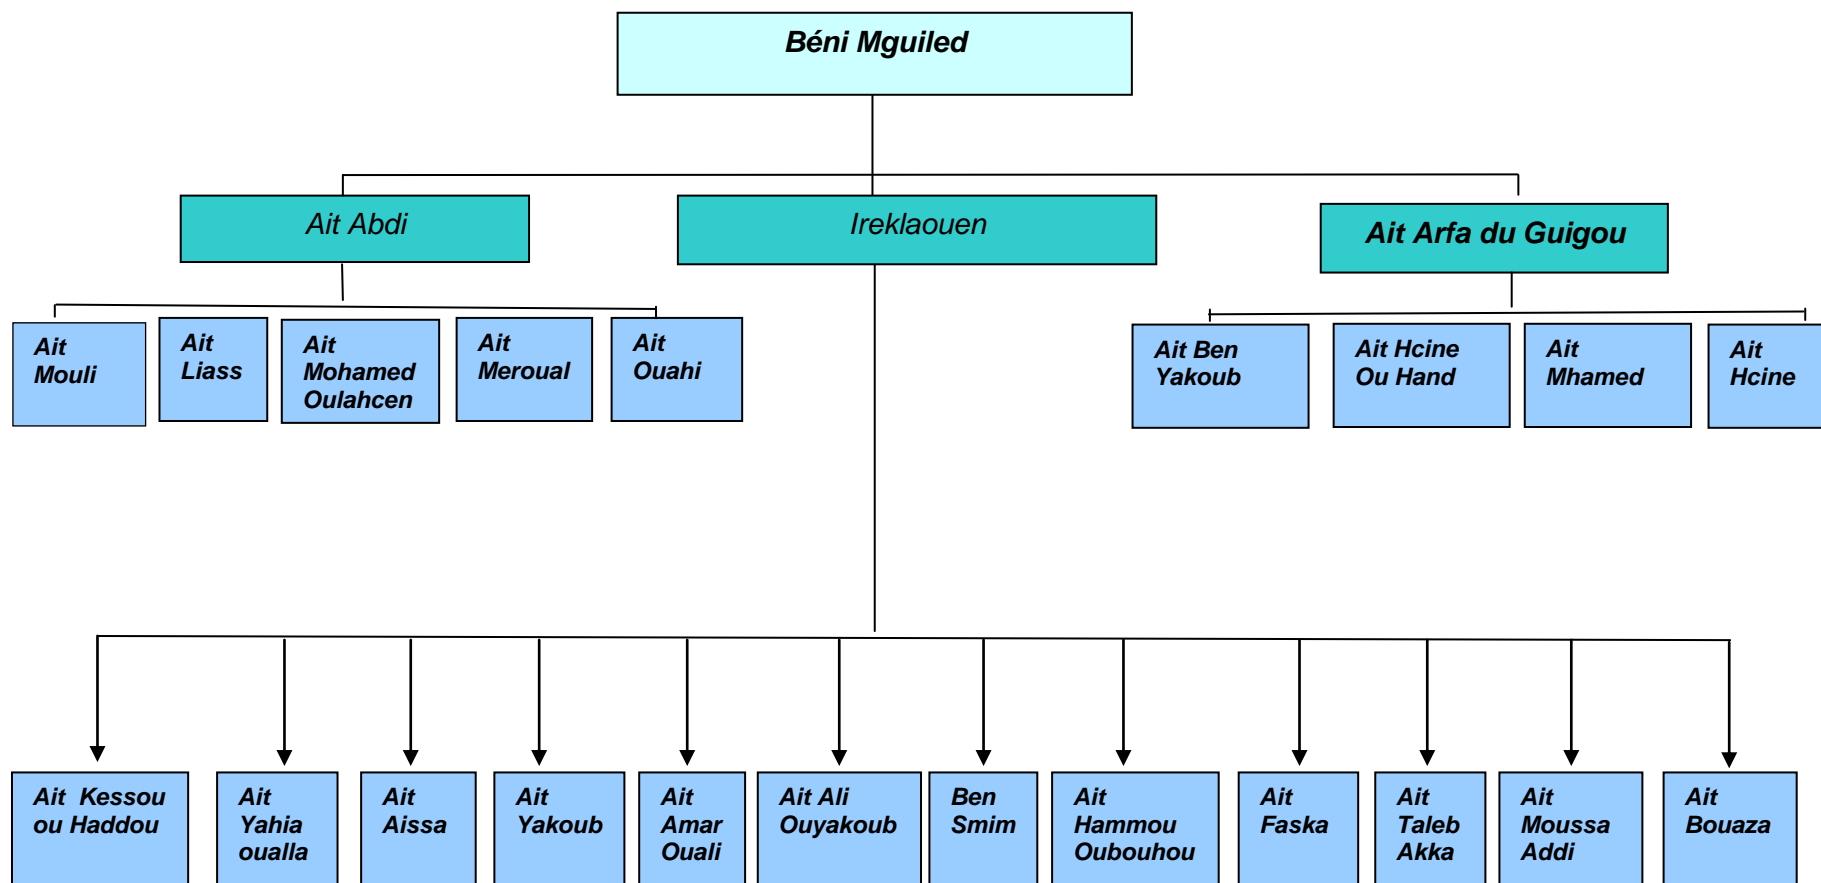 Béni Mguiled
Ait Abdi
Ireklaouen
Ait Arfa du Guigou
Ait
Mouli
Ait
Liass
Ait
Mohamed
Oulahcen
Ait
Meroual
Ait
Ouahi
Ait Ben
Yakoub
Ait Hcine
Ou Hand
Ait
Mhamed
Ait
Hcine
Ait Kessou
ou Haddou
Ait
Yahia
oualla
Ait
Aissa
Ait
Yakoub
Ait
Amar
Ouali
Ait Ali
Ouyakoub
Ben
Smim
Ait
Hammou
Oubouhou
Ait
Faska
Ait
Taleb
Akka
Ait
Moussa
Addi
Ait
Bouaza